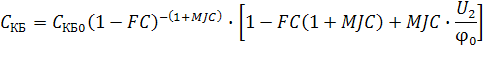 C_КБ = C_КБ0(1 − FC)^−(1+MJC) · [1 − FC(1 + MJC) + MJC · U_2/φ_0]